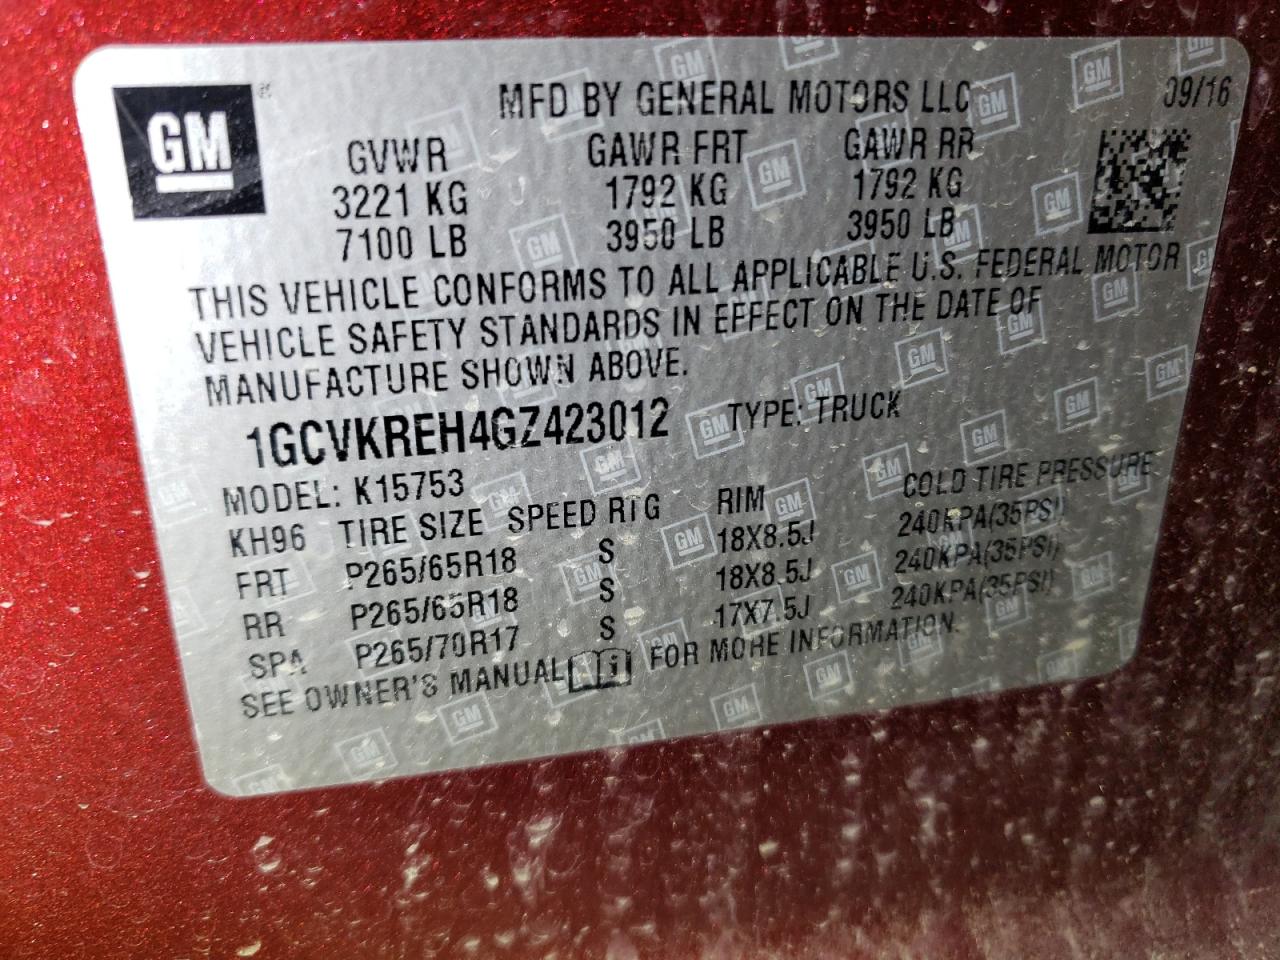 GM
MFD BY GENERAL MOTORS LLC 09/16
GVWR GAWR FRT GAWR RR
3221 KG 1792 KG 1792 KG
7100 LB 3950 LB 3950 LB
THIS VEHICLE CONFORMS TO ALL APPLICABLE U.S. FEDERAL MOTOR
VEHICLE SAFETY STANDARDS IN EFFECT ON THE DATE OF
MANUFACTURE SHOWN ABOVE.
1GCVKREH4GZ423012 TYPE: TRUCK
MODEL: K15753
KH96 TIRE SIZE SPEED RTG RIM COLD TIRE PRESSURE
FRT P265/65R18 S 18X8.5J 240KPA(35PSI)
RR P265/65R18 S 18X8.5J 240KPA(35PSI)
SPA P265/70R17 S 17X7.5J 240KPA(35PSI)
SEE OWNER'S MANUAL i FOR MORE INFORMATION.